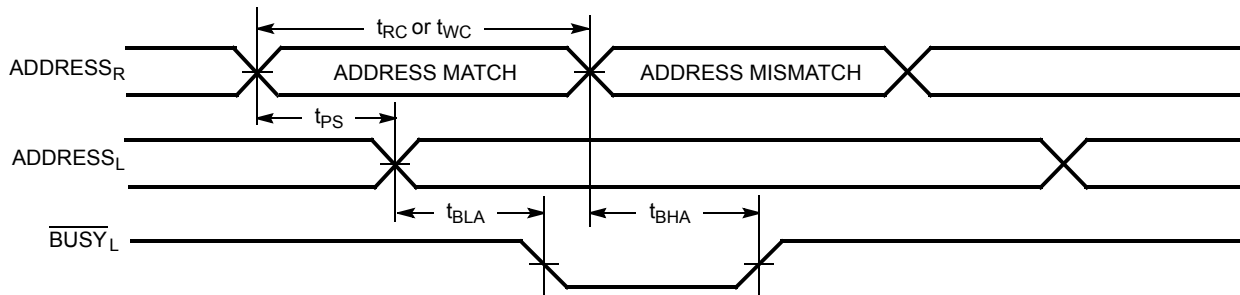 tRC or tWC
ADDRESSR
ADDRESS MATCH
ADDRESS MISMATCH
tPS
ADDRESSL
tBLA
tBHA
BUSYL